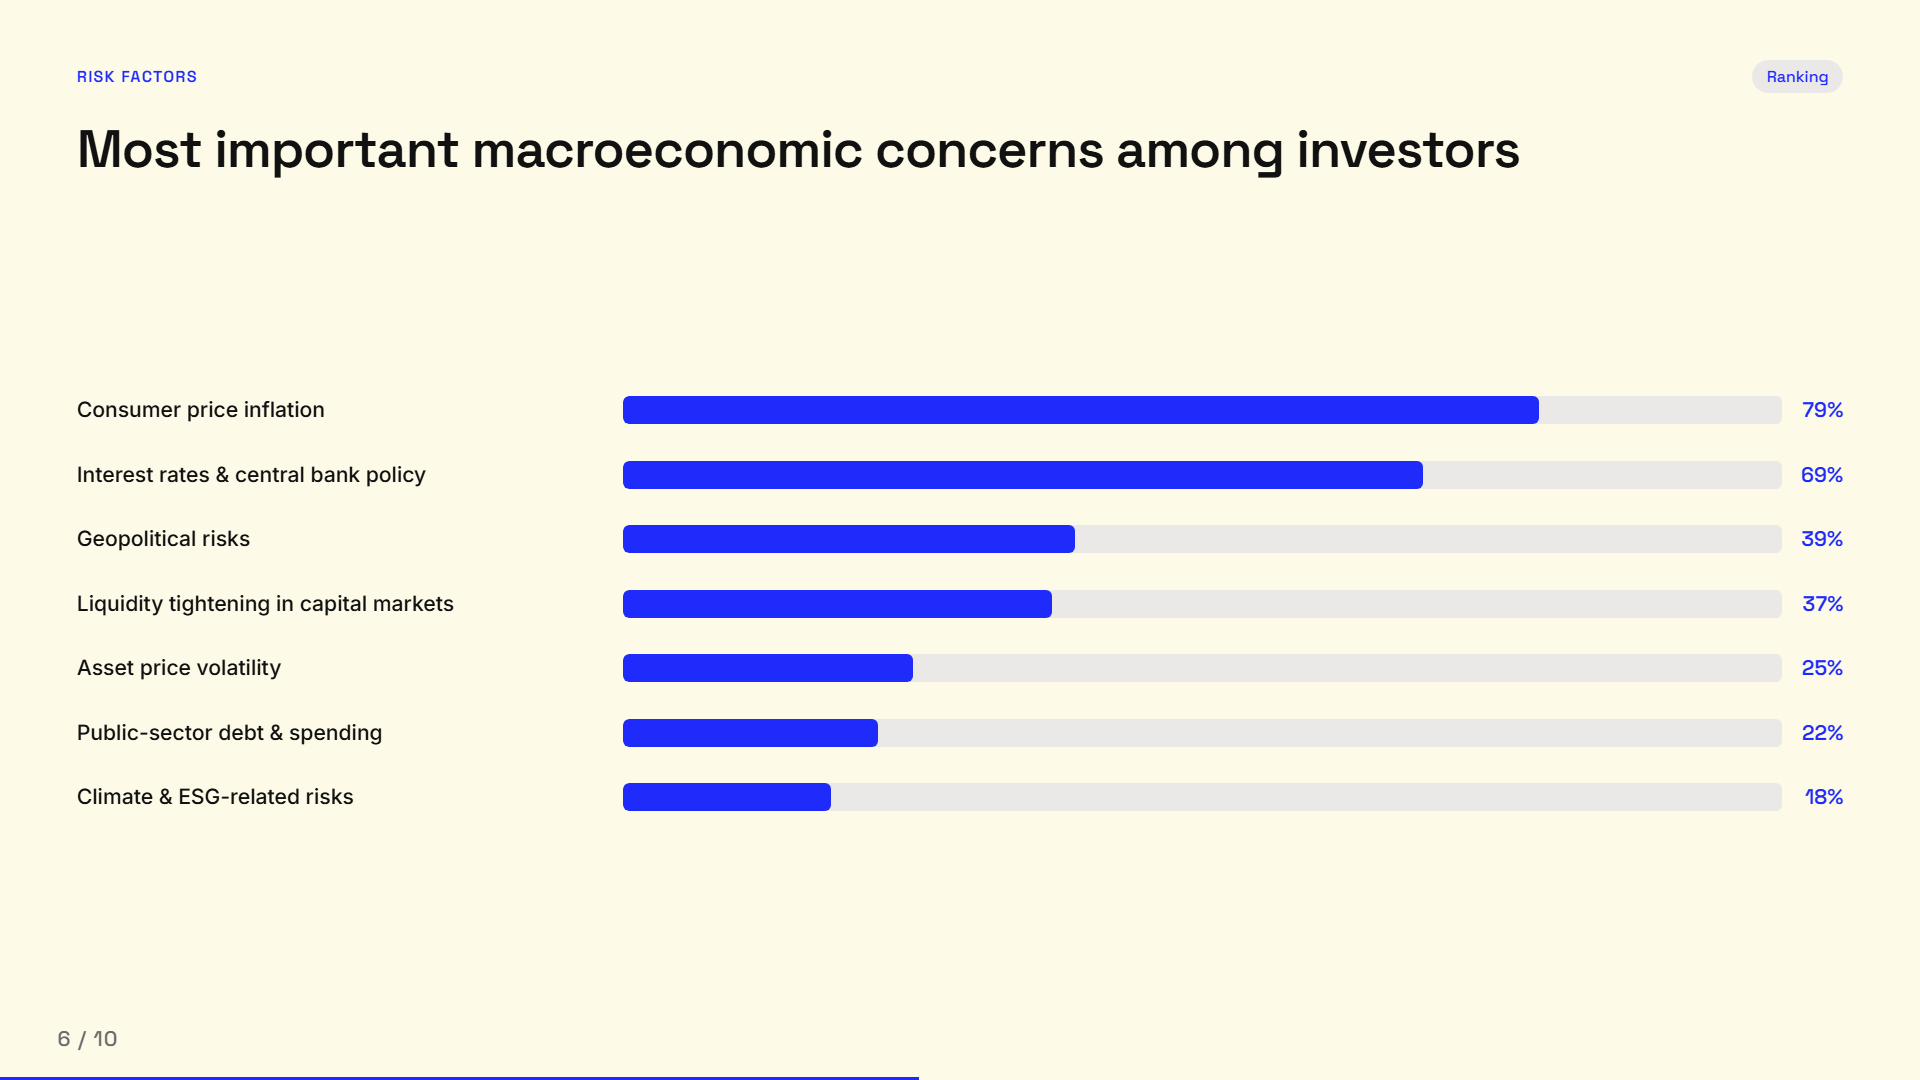 RISK FACTORS
Ranking
Most important macroeconomic concerns among investors
Consumer price inflation 79%
Interest rates & central bank policy 69%
Geopolitical risks 39%
Liquidity tightening in capital markets 37%
Asset price volatility 25%
Public-sector debt & spending 22%
Climate & ESG-related risks 18%
6 / 10